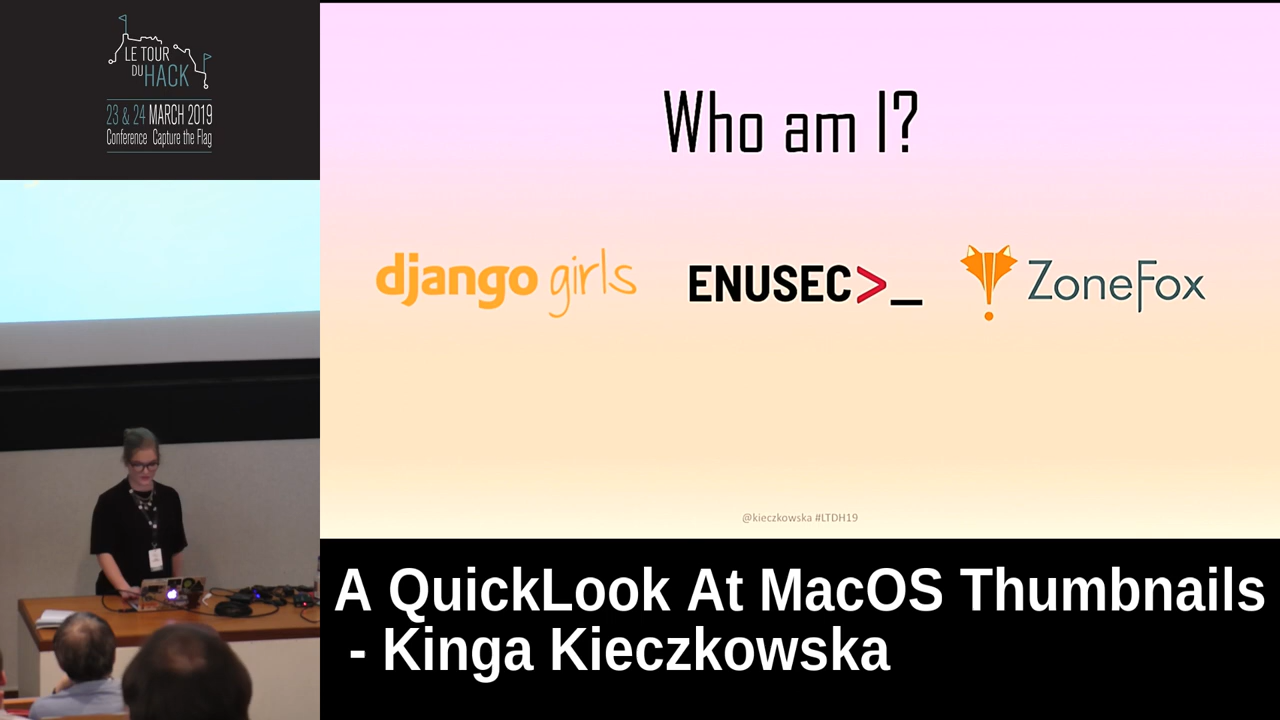 LE TOUR
DU HACK
23 & 24 MARCH 2019
Conference Capture the Flag
Who am I?
django girls
ENUSEC>_
ZoneFox
@kieczkowska #LTDH19
A QuickLook At MacOS Thumbnails
- Kinga Kieczkowska